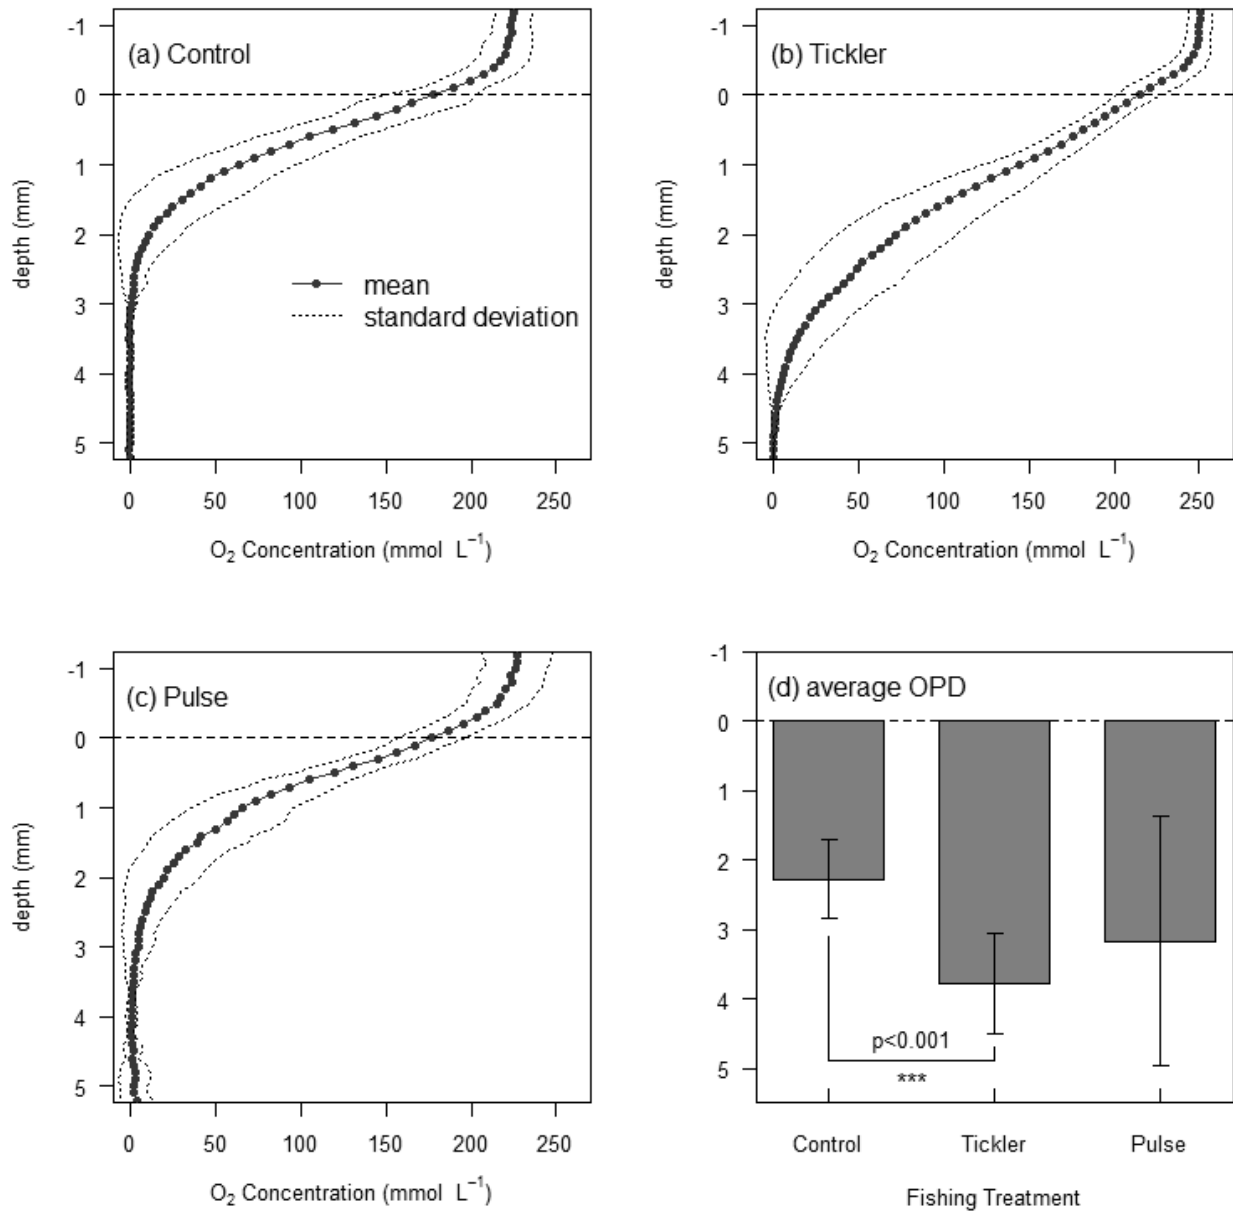 (a) Control
-1
0
1
2
3
4
5
depth (mm)
mean
standard deviation
0 50 100 150 200 250
O₂ Concentration (mmol L⁻¹)
(b) Tickler
-1
0
1
2
3
4
5
depth (mm)
0 50 100 150 200 250
O₂ Concentration (mmol L⁻¹)
(c) Pulse
-1
0
1
2
3
4
5
depth (mm)
0 50 100 150 200 250
O₂ Concentration (mmol L⁻¹)
(d) average OPD
-1
0
1
2
3
4
5
p<0.001
***
Control Tickler Pulse
Fishing Treatment